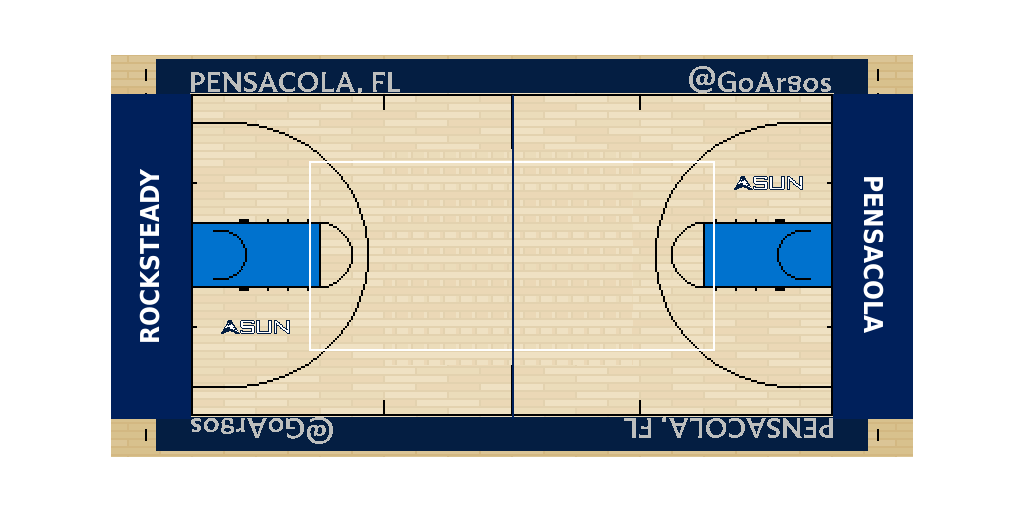 PENSACOLA, FL
@GoArgos
ROCKSTEADY
ASUN
PENSACOLA
ASUN
@GoArgos
PENSACOLA, FL